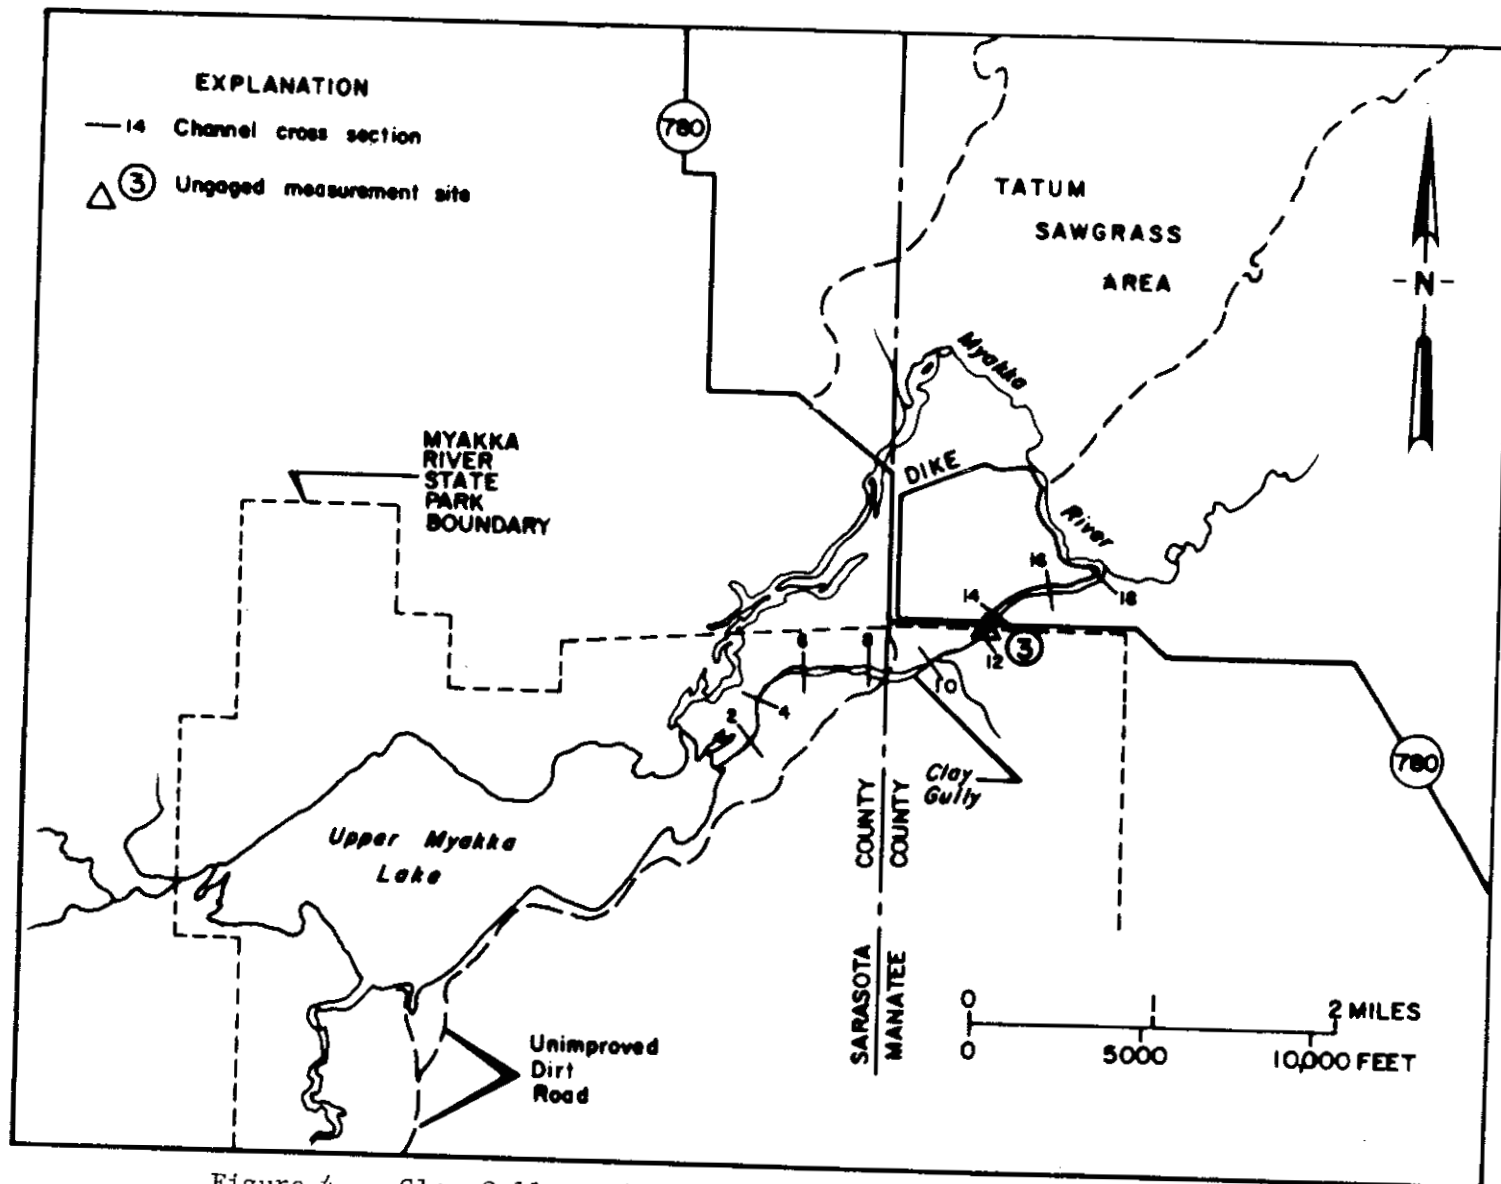 EXPLANATION
14 Channel cross section
3 Ungaged measurement site
780
TATUM
SAWGRASS
AREA
N
Myakka
River
DIKE
MYAKKA
RIVER
STATE
PARK
BOUNDARY
16
18
14
12
3
10
8
6
4
2
Clay
Gully
780
Upper Myakka
Lake
SARASOTA COUNTY
MANATEE COUNTY
Unimproved
Dirt
Road
0 2 MILES
0 5000 10,000 FEET
Figure 4